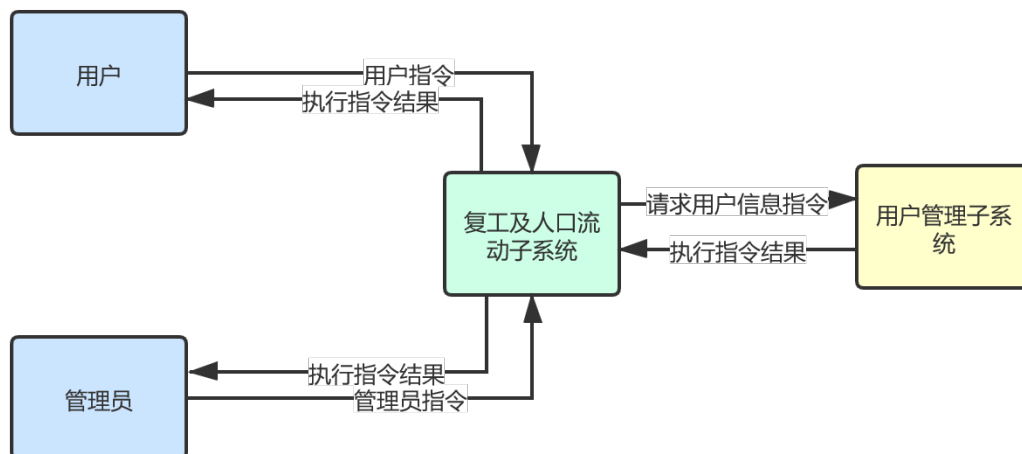 用户
用户指令
执行指令结果
复工及人口流
动子系统
请求用户信息指令
执行指令结果
用户管理子系
统
执行指令结果
管理员指令
管理员